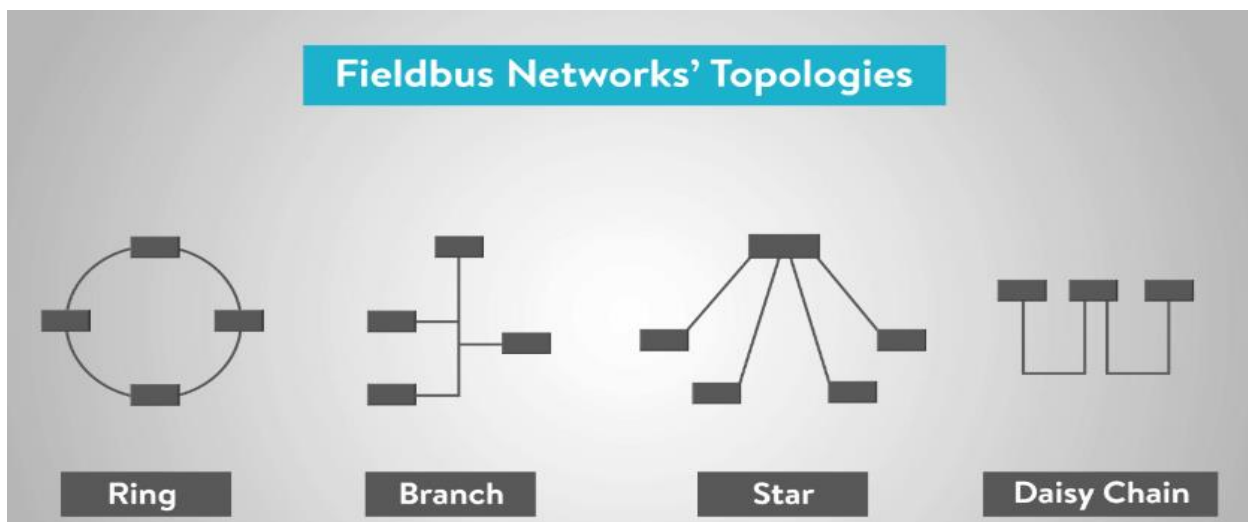 Fieldbus Networks’ Topologies
Ring
Branch
Star
Daisy Chain